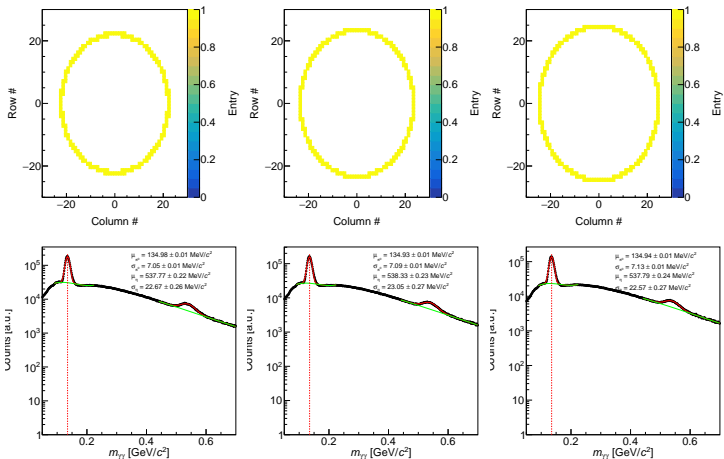 20
0
−20
Row #
−20 0 20
Column #
1
0.8
0.6
0.4
0.2
0
Entry
20
0
−20
Row #
−20 0 20
Column #
1
0.8
0.6
0.4
0.2
0
Entry
20
0
−20
Row #
−20 0 20
Column #
1
0.8
0.6
0.4
0.2
0
Entry
10⁵
10⁴
10³
10²
10
1
Counts [a.u.]
μπ⁰ = 134.98 ± 0.01 MeV/c²
σπ⁰ = 7.05 ± 0.01 MeV/c²
μη = 537.77 ± 0.22 MeV/c²
ση = 22.67 ± 0.26 MeV/c²
0.2 0.4 0.6
mγγ [GeV/c²]
10⁵
10⁴
10³
10²
10
1
Counts [a.u.]
μπ⁰ = 134.93 ± 0.01 MeV/c²
σπ⁰ = 7.09 ± 0.01 MeV/c²
μη = 538.33 ± 0.23 MeV/c²
ση = 23.05 ± 0.27 MeV/c²
0.2 0.4 0.6
mγγ [GeV/c²]
10⁵
10⁴
10³
10²
10
1
Counts [a.u.]
μπ⁰ = 134.94 ± 0.01 MeV/c²
σπ⁰ = 7.13 ± 0.01 MeV/c²
μη = 537.79 ± 0.24 MeV/c²
ση = 22.57 ± 0.27 MeV/c²
0.2 0.4 0.6
mγγ [GeV/c²]